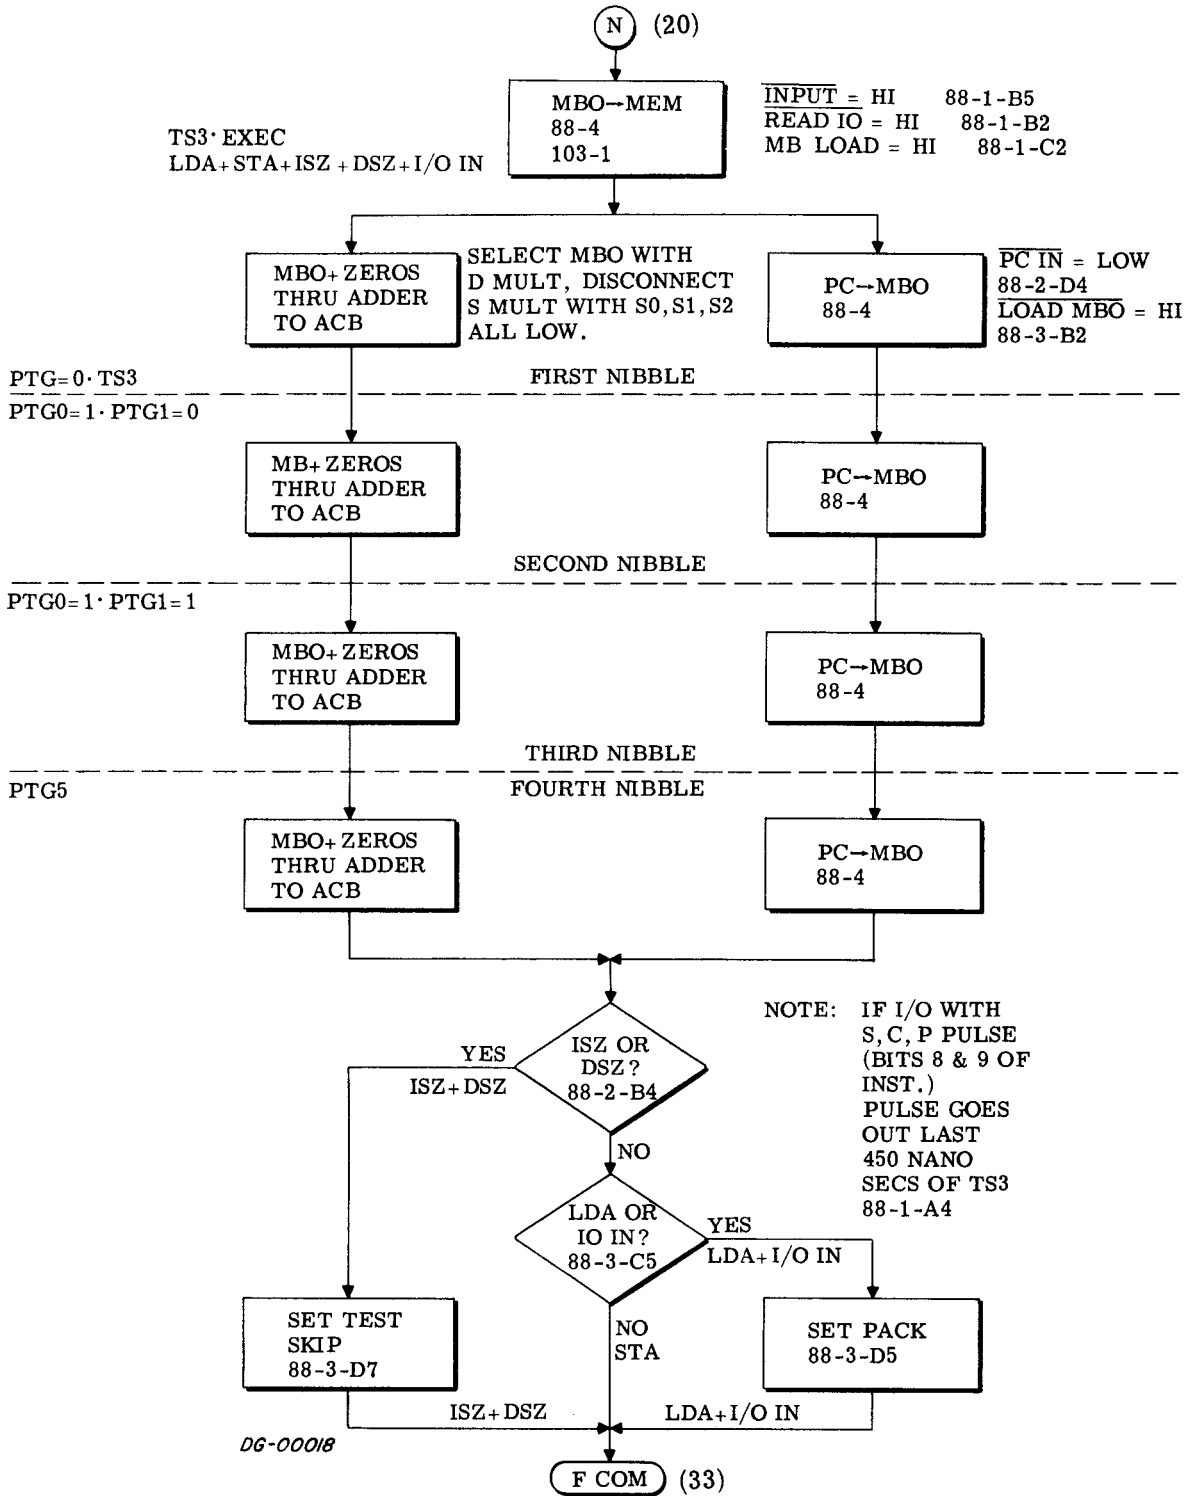 N (20)
MBO→MEM
88-4
103-1
INPUT = HI 88-1-B5
READ IO = HI 88-1-B2
MB LOAD = HI 88-1-C2
TS3·EXEC
LDA+STA+ISZ+DSZ+I/O IN
MBO+ZEROS
THRU ADDER
TO ACB
SELECT MBO WITH
D MULT, DISCONNECT
S MULT WITH S0, S1, S2
ALL LOW.
PC→MBO
88-4
PC IN = LOW
88-2-D4
LOAD MBO = HI
88-3-B2
PTG=0·TS3
FIRST NIBBLE
PTG0=1·PTG1=0
MB+ZEROS
THRU ADDER
TO ACB
PC→MBO
88-4
SECOND NIBBLE
PTG0=1·PTG1=1
MBO+ZEROS
THRU ADDER
TO ACB
PC→MBO
88-4
THIRD NIBBLE
PTG5
FOURTH NIBBLE
MBO+ZEROS
THRU ADDER
TO ACB
PC→MBO
88-4
NOTE: IF I/O WITH
S, C, P PULSE
(BITS 8 & 9 OF
INST.)
PULSE GOES
OUT LAST
450 NANO
SECS OF TS3
88-1-A4
ISZ OR
DSZ?
88-2-B4
YES
ISZ+DSZ
NO
LDA OR
IO IN?
88-3-C5
YES
LDA+I/O IN
NO
STA
SET TEST
SKIP
88-3-D7
SET PACK
88-3-D5
ISZ+DSZ
LDA+I/O IN
DG-00018
F COM (33)